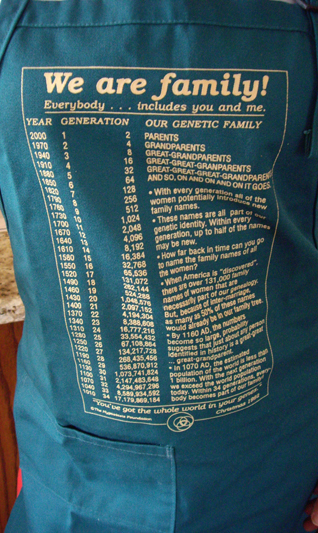 We are family!
Everybody . . . includes you and me.
YEAR GENERATION OUR GENETIC FAMILY
2000 1 2 PARENTS
1970 2 4 GRANDPARENTS
1940 3 8 GREAT-GRANDPARENTS
1910 4 16 GREAT-GREAT-GRANPARENTS
1880 5 32 GREAT-GREAT-GREAT-GRANDPARENTS
1850 6 64 AND SO, ON AND ON AND ON IT GOES.
1820 7 128
1790 8 256
1760 9 512
1730 10 1,024
1700 11 2,048
1670 12 4,096
1640 13 8,192
1610 14 16,384
1580 15 32,768
1550 16 65,536
1520 17 131,072
1490 18 262,144
1460 19 524,288
1430 20 1,048,576
1400 21 2,097,152
1370 22 4,194,304
1340 23 8,388,608
1310 24 16,777,216
1280 25 33,554,432
1250 26 67,108,864
1220 27 134,217,728
1190 28 268,435,456
1160 29 536,870,912
1130 30 1,073,741,824
1100 31 2,147,483,648
1070 32 4,294,967,296
1040 33 8,589,934,592
1010 34 17,179,869,184
• With every generation all of the
women potentially introduce "new"
family names.
• These names are all part of our
genetic identity. Within every
generation, up to half of the names
may be new.
• How far back in time can you go
to name the family names of all
the women?
• When America is "discovered",
there are over 131,000 family
names of women that are
necessarily part of our genealogy.
But, because of inter-marriage,
as many as 50% of these names
would already be in our family tree.
• By 1160 AD, the numbers
become so large, probability
suggests that every person
identified in history is a great great
- great-grandparent.
• In 1070 AD, the estimated
population of the world is less than
1 billion. With the next generation,
we exceed the world population
today. Within 34 generations, every
body becomes part of our family.
You've got the whole world in your genes.
Christmas 1992